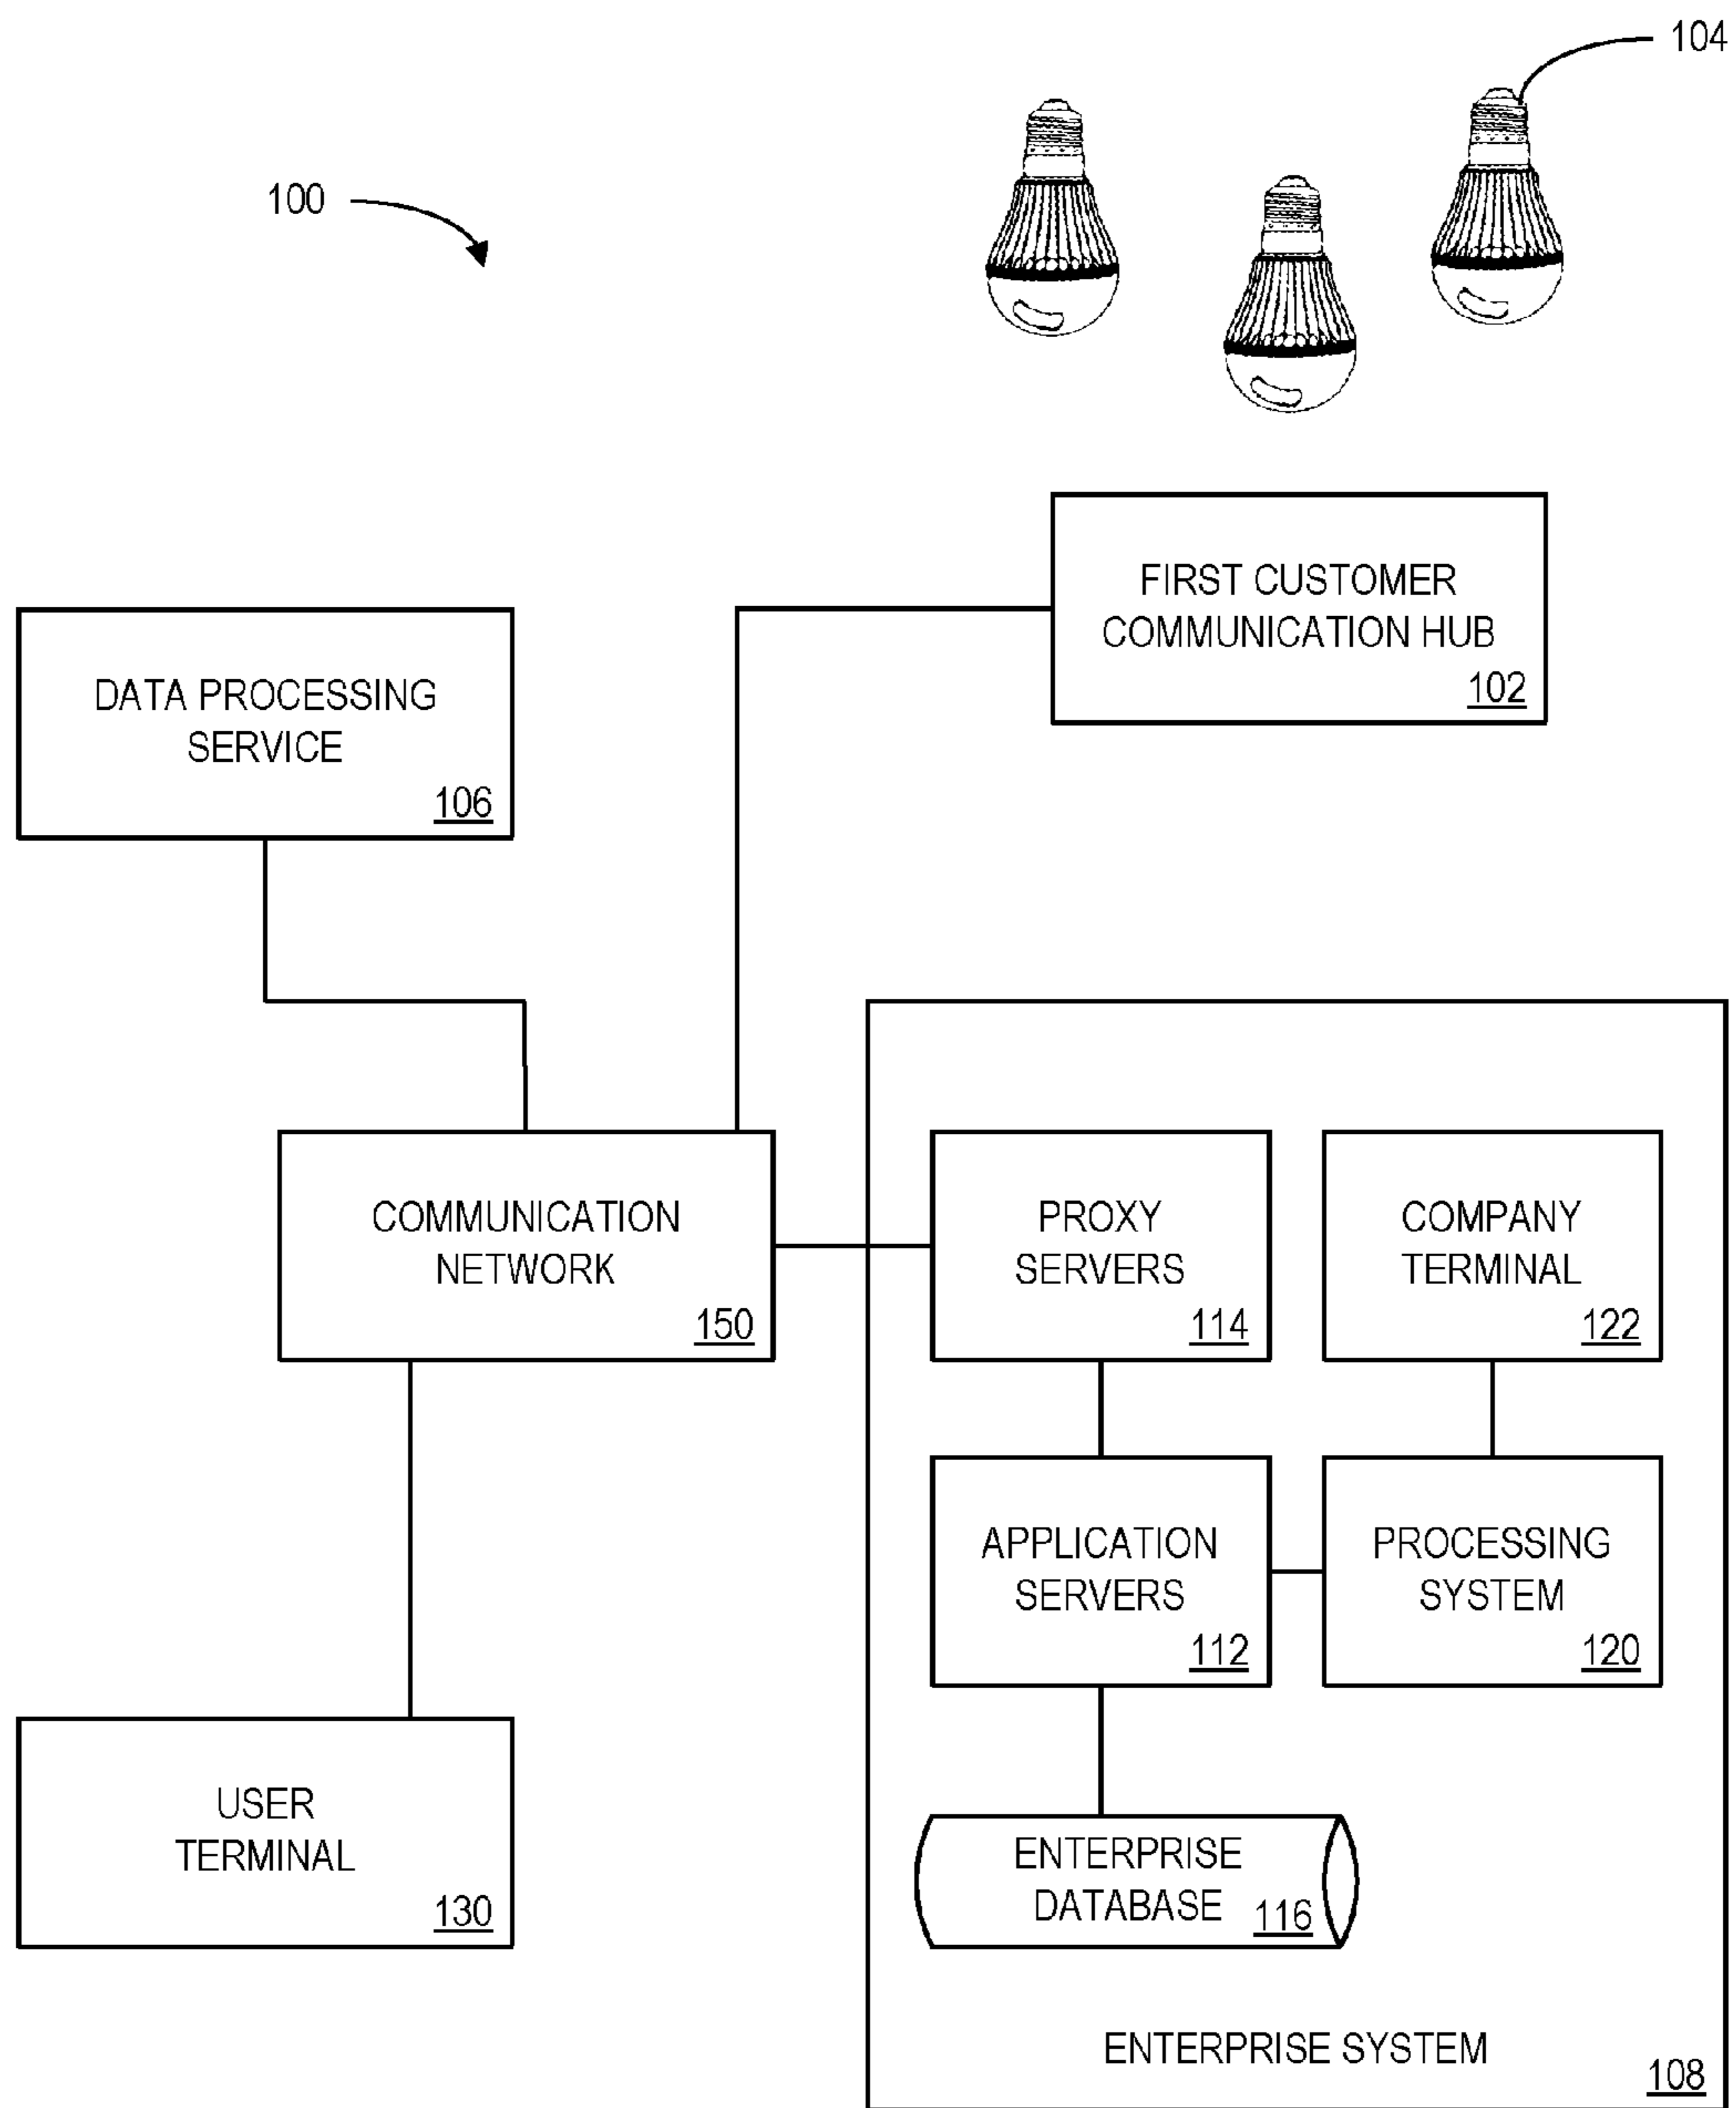 104
100
FIRST CUSTOMER
COMMUNICATION HUB
102
DATA PROCESSING
SERVICE
106
COMMUNICATION
NETWORK
150
PROXY
SERVERS
114
COMPANY
TERMINAL
122
APPLICATION
SERVERS
112
PROCESSING
SYSTEM
120
USER
TERMINAL
130
ENTERPRISE
DATABASE
116
ENTERPRISE SYSTEM
108